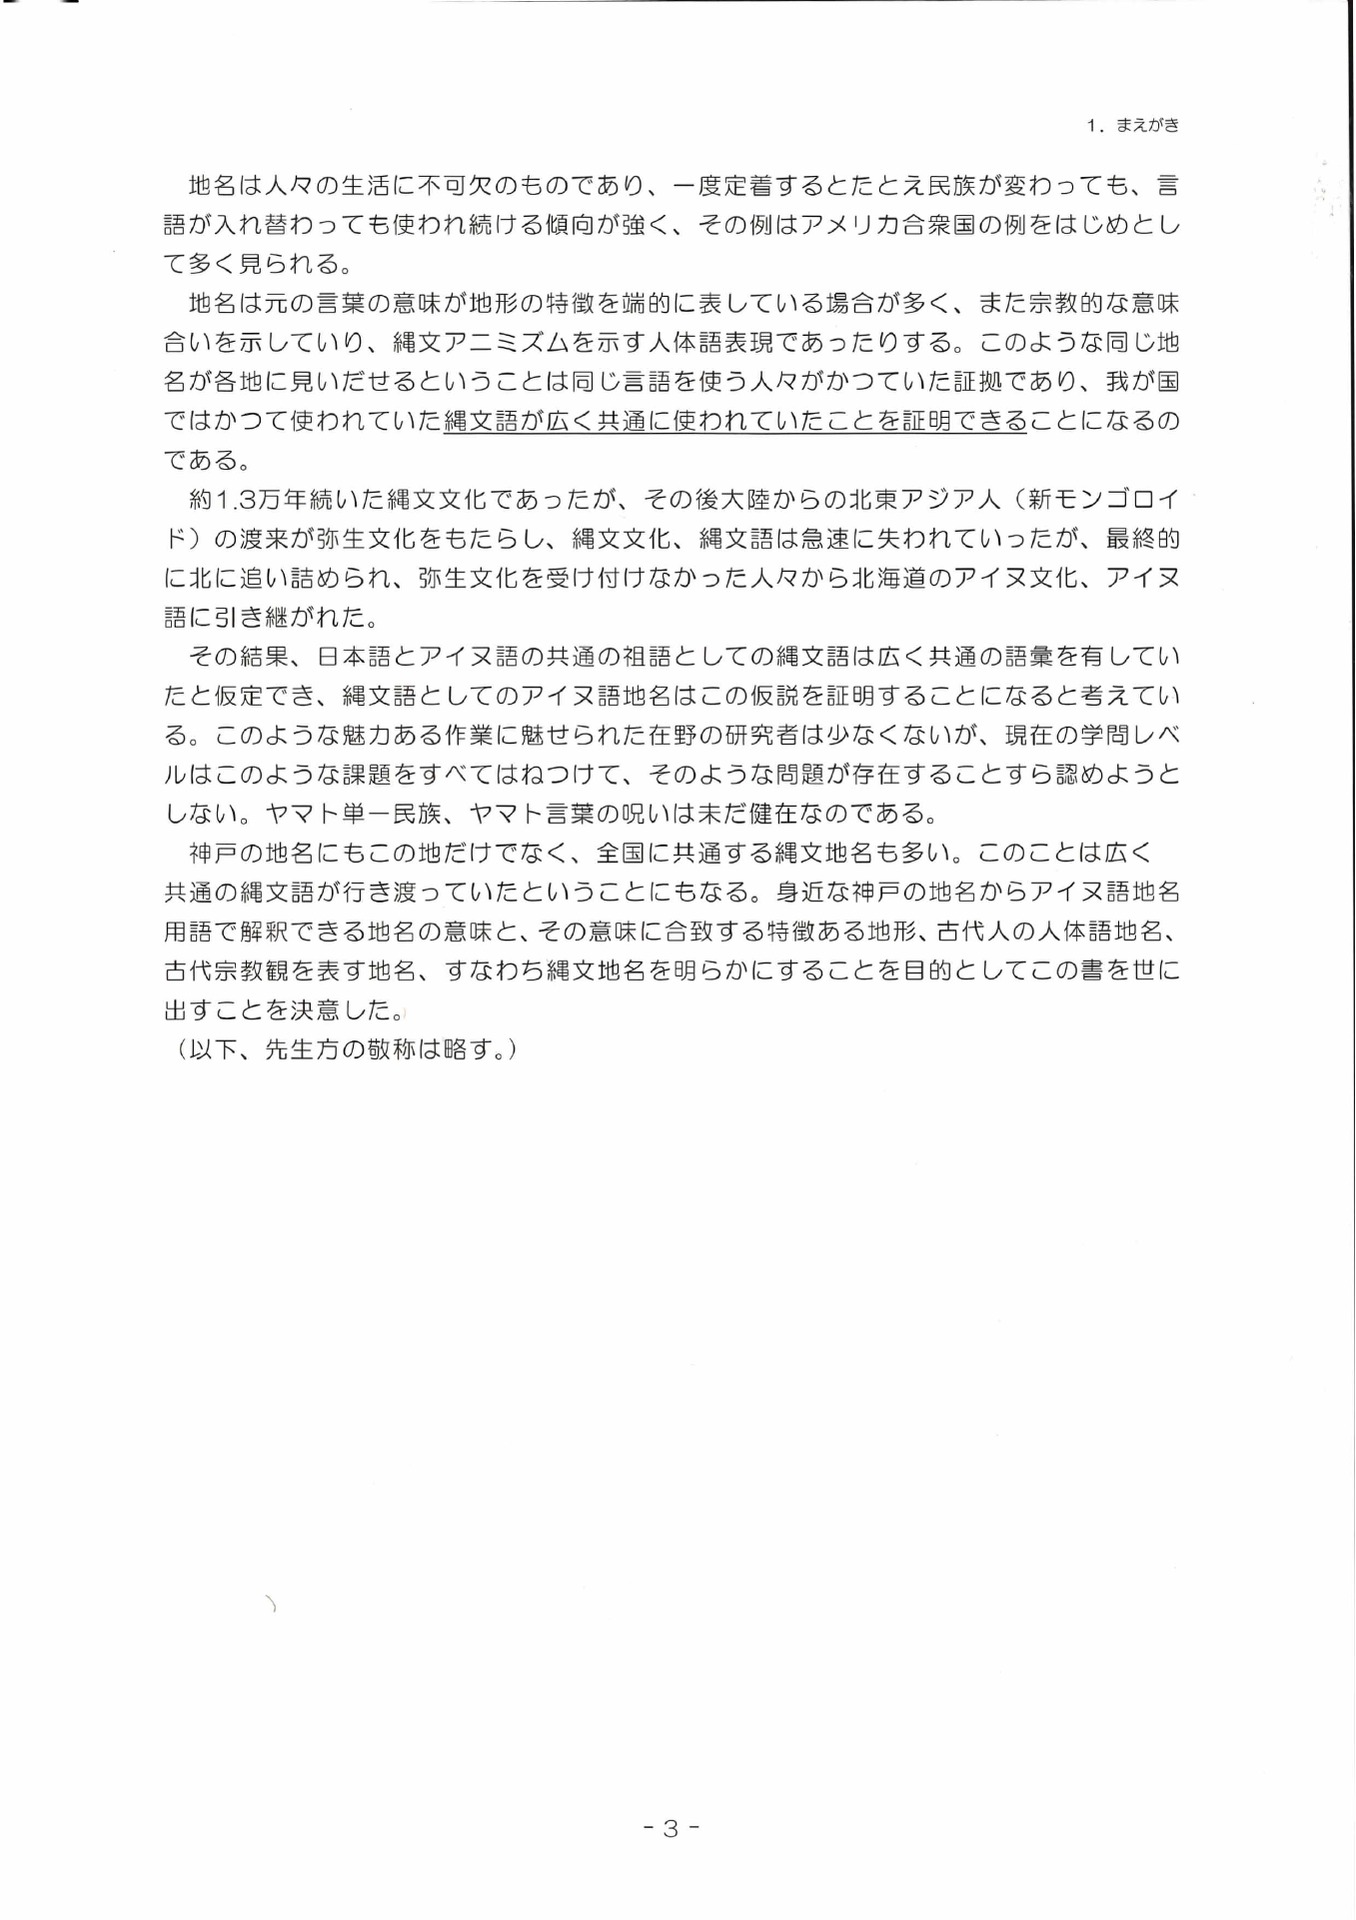 1. まえがき
地名は人々の生活に不可欠のものであり、一度定着するとたとえ民族が変わっても、言
語が入れ替わっても使われ続ける傾向が強く、その例はアメリカ合衆国の例をはじめとし
て多く見られる。
地名は元の言葉の意味が地形の特徴を端的に表している場合が多く、また宗教的な意味
合いを示していり、縄文アニミズムを示す人体語表現であったりする。このような同じ地
名が各地に見いだせるということは同じ言語を使う人々がかつていた証拠であり、我が国
ではかつて使われていた縄文語が広く共通に使われていたことを証明できることになるの
である。
約1.3万年続いた縄文文化であったが、その後大陸からの北東アジア人（新モンゴロイ
ド）の渡来が弥生文化をもたらし、縄文文化、縄文語は急速に失われていったが、最終的
に北に追い詰められ、弥生文化を受け付けなかった人々から北海道のアイヌ文化、アイヌ
語に引き継がれた。
その結果、日本語とアイヌ語の共通の祖語としての縄文語は広く共通の語彙を有してい
たと仮定でき、縄文語としてのアイヌ語地名はこの仮説を証明することになると考えてい
る。このような魅力ある作業に魅せられた在野の研究者は少なくないが、現在の学問レベ
ルはこのような課題をすべてはねつけて、そのような問題が存在することすら認めようと
しない。ヤマト単一民族、ヤマト言葉の呪いは未だ健在なのである。
神戸の地名にもこの地だけでなく、全国に共通する縄文地名も多い。このことは広く
共通の縄文語が行き渡っていたということにもなる。身近な神戸の地名からアイヌ語地名
用語で解釈できる地名の意味と、その意味に合致する特徴ある地形、古代人の人体語地名、
古代宗教観を表す地名、すなわち縄文地名を明らかにすることを目的としてこの書を世に
出すことを決意した。
（以下、先生方の敬称は略す。）
- 3 -